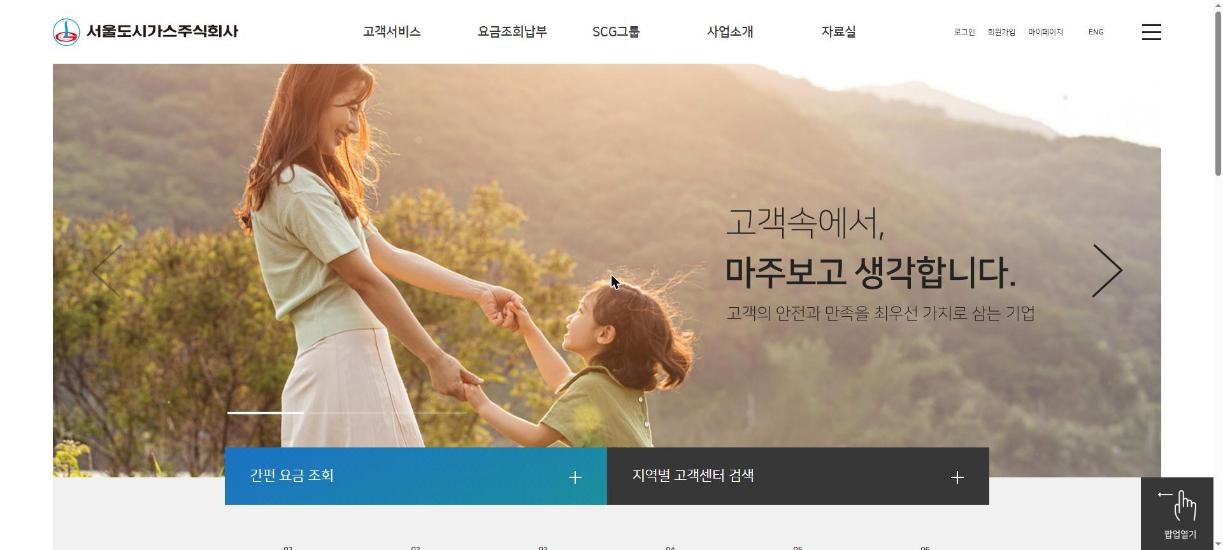 서울도시가스주식회사
고객서비스 요금조회납부 SCG그룹 사업소개 자료실 로그인 회원가입 마이페이지 ENG
고객속에서,
마주보고 생각합니다.
고객의 안전과 만족을 최우선 가치로 삼는 기업
간편 요금 조회 지역별 고객센터 검색
팝업열기